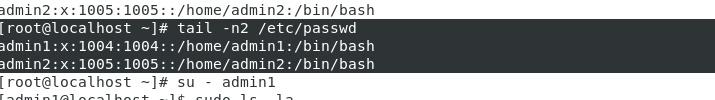 admin2:x:1005:1005::/home/admin2:/bin/bash
[root@localhost ~]# tail -n2 /etc/passwd
admin1:x:1004:1004::/home/admin1:/bin/bash
admin2:x:1005:1005::/home/admin2:/bin/bash
[root@localhost ~]# su - admin1
[admin1@localhost ~]$ sudo ls -la